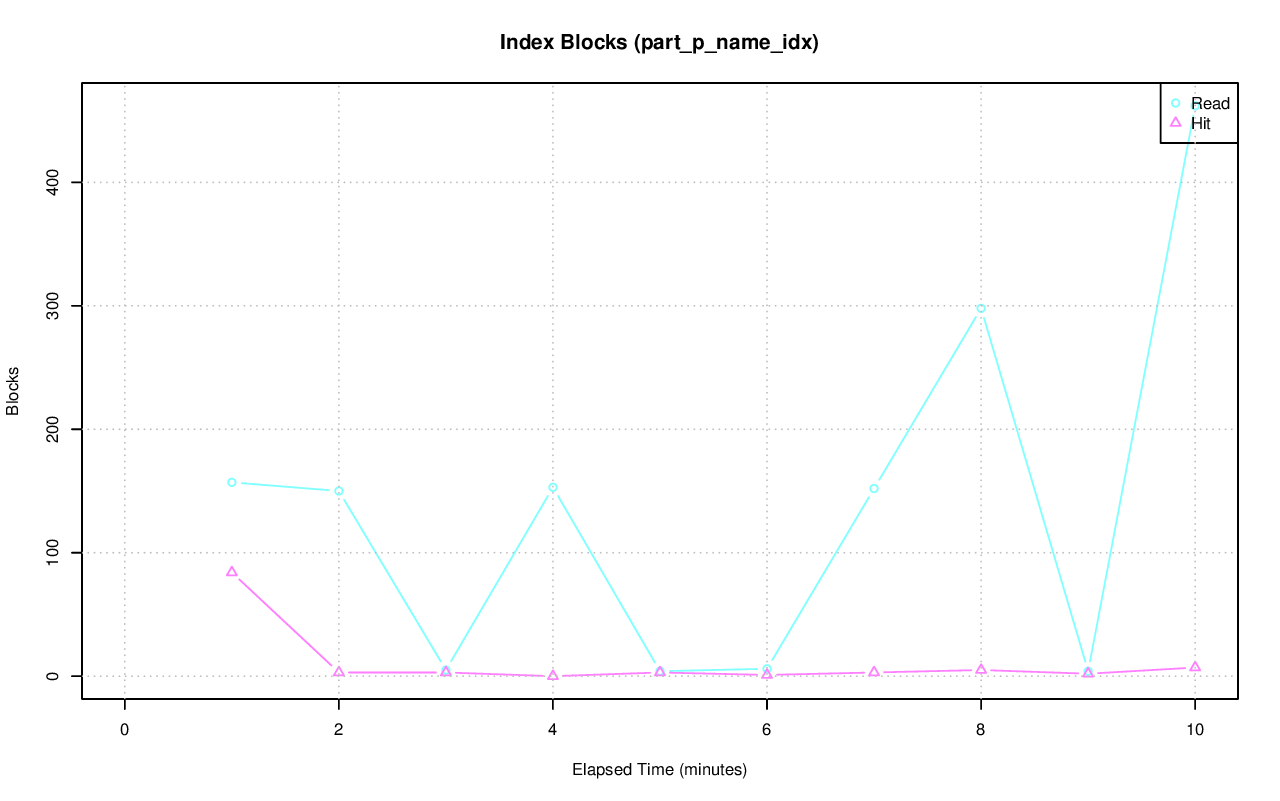 Index Blocks (part_p_name_idx)
Read
Hit
Blocks
400
300
200
100
0
0 2 4 6 8 10
Elapsed Time (minutes)